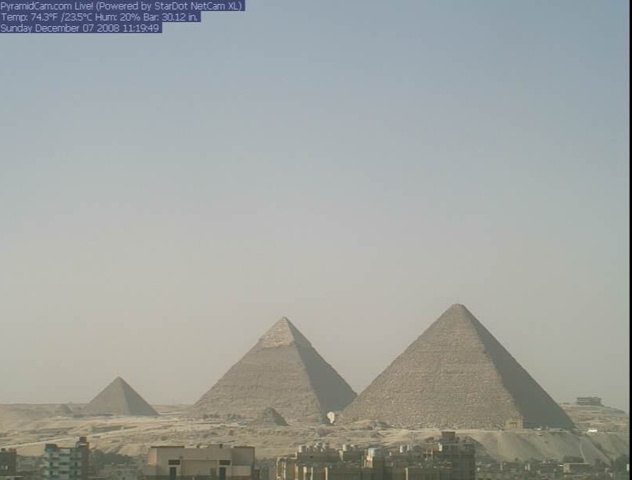 PyramidCam.com Live! (Powered by StarDot NetCam XL)
Temp: 74.3°F /23.5°C Hum: 20% Bar: 30.12 in.
Sunday December 07 2008 11:19:49